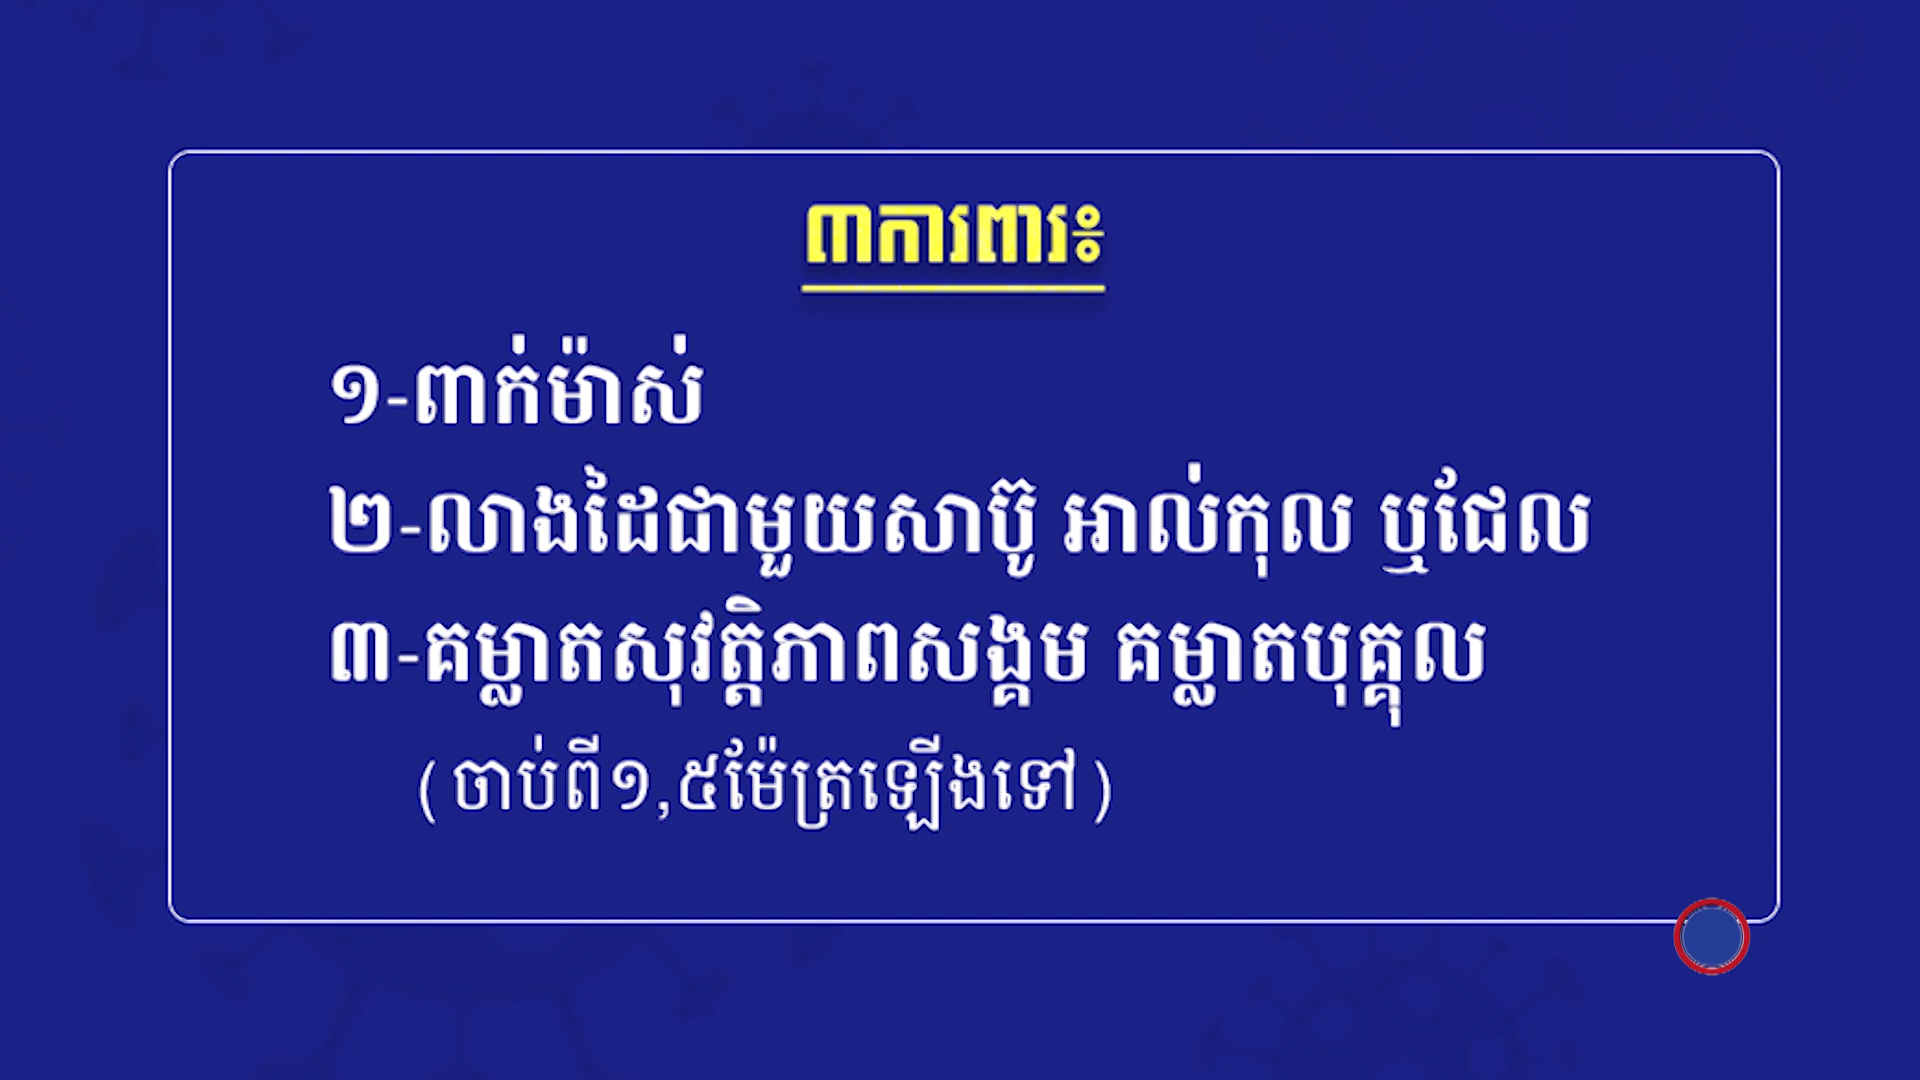 ៣ការពារ៖
១-ពាក់ម៉ាស់
២-លាងដៃជាមួយសាប៊ូ អាល់កុល ឬជែល
៣-គម្លាតសុវត្តិភាពសង្គម គម្លាតបុគ្គល
(ចាប់ពី១,៥ម៉ែត្រឡើងទៅ)